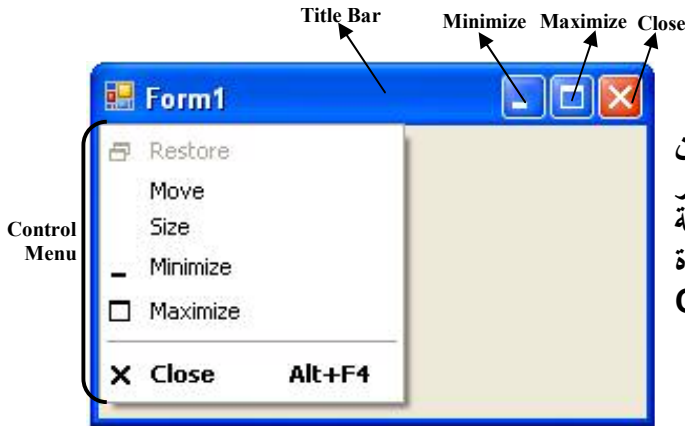 Title Bar
Minimize Maximize Close
Form1
Restore
Move
Size
Control
Menu
Minimize
Maximize
Close Alt+F4